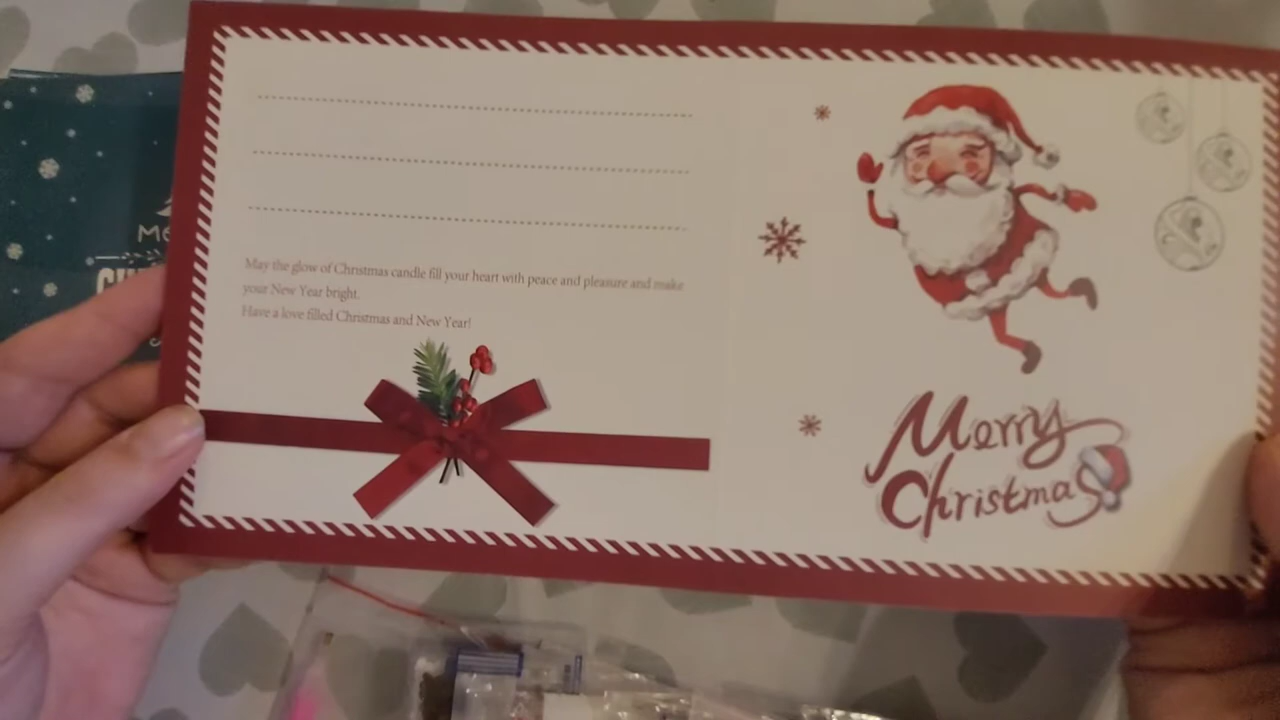 May the glow of Christmas candle fill your heart with peace and pleasure and make
your New Year bright.
Have a love filled Christmas and New Year!
Merry
Christmas